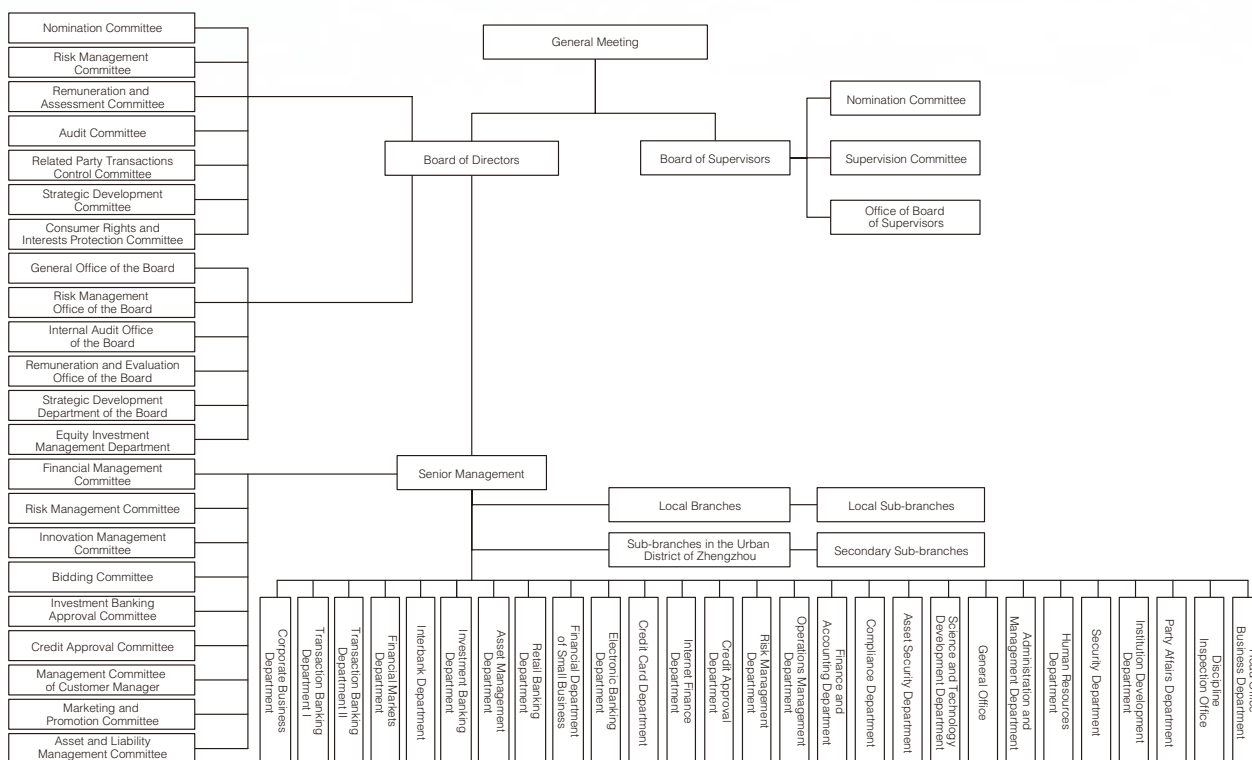 General Meeting
Nomination Committee
Risk Management
Committee
Remuneration and
Assessment Committee
Audit Committee
Related Party Transactions
Control Committee
Strategic Development
Committee
Consumer Rights and
Interests Protection Committee
Board of Directors
Board of Supervisors
Nomination Committee
Supervision Committee
Office of Board
of Supervisors
General Office of the Board
Risk Management
Office of the Board
Internal Audit Office
of the Board
Remuneration and Evaluation
Office of the Board
Strategic Development
Department of the Board
Equity Investment
Management Department
Senior Management
Financial Management
Committee
Risk Management Committee
Innovation Management
Committee
Bidding Committee
Investment Banking
Approval Committee
Credit Approval Committee
Management Committee
of Customer Manager
Marketing and
Promotion Committee
Asset and Liability
Management Committee
Local Branches
Local Sub-branches
Sub-branches in the Urban
District of Zhengzhou
Secondary Sub-branches
Corporate Business
Department
Transaction Banking
Department I
Transaction Banking
Department II
Financial Markets
Department
Interbank Department
Investment Banking
Department
Asset Management
Department
Retail Banking
Department
Financial Department
of Small Business
Electronic Banking
Department
Credit Card Department
Internet Finance
Department
Credit Approval
Department
Risk Management
Department
Operations Management
Department
Finance and
Accounting Department
Compliance Department
Asset Security Department
Science and Technology
Development Department
General Office
Administration and
Management Department
Human Resources
Department
Security Department
Institution Development
Department
Party Affairs Department
Discipline
Inspection Office
Business Department